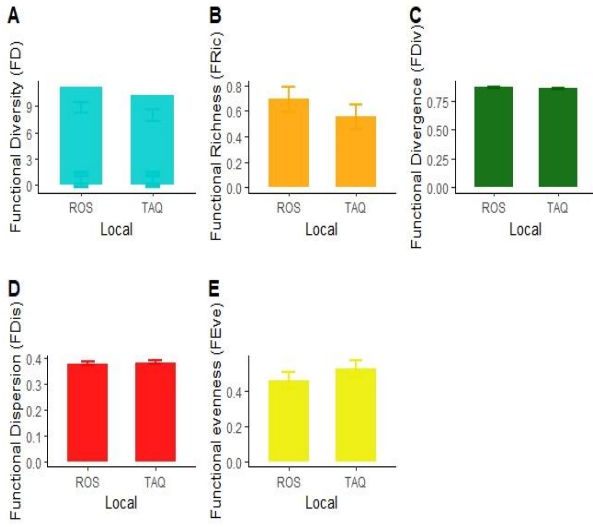 A
Functional Diversity (FD)
9
6
3
0
ROS TAQ
Local
B
Functional Richness (FRic)
0.8
0.6
0.4
0.2
0.0
ROS TAQ
Local
C
Functional Divergence (FDiv)
0.75
0.50
0.25
0.00
ROS TAQ
Local
D
Functional Dispersion (FDis)
0.4
0.3
0.2
0.1
0.0
ROS TAQ
Local
E
Functional evenness (FEve)
0.4
0.2
0.0
ROS TAQ
Local